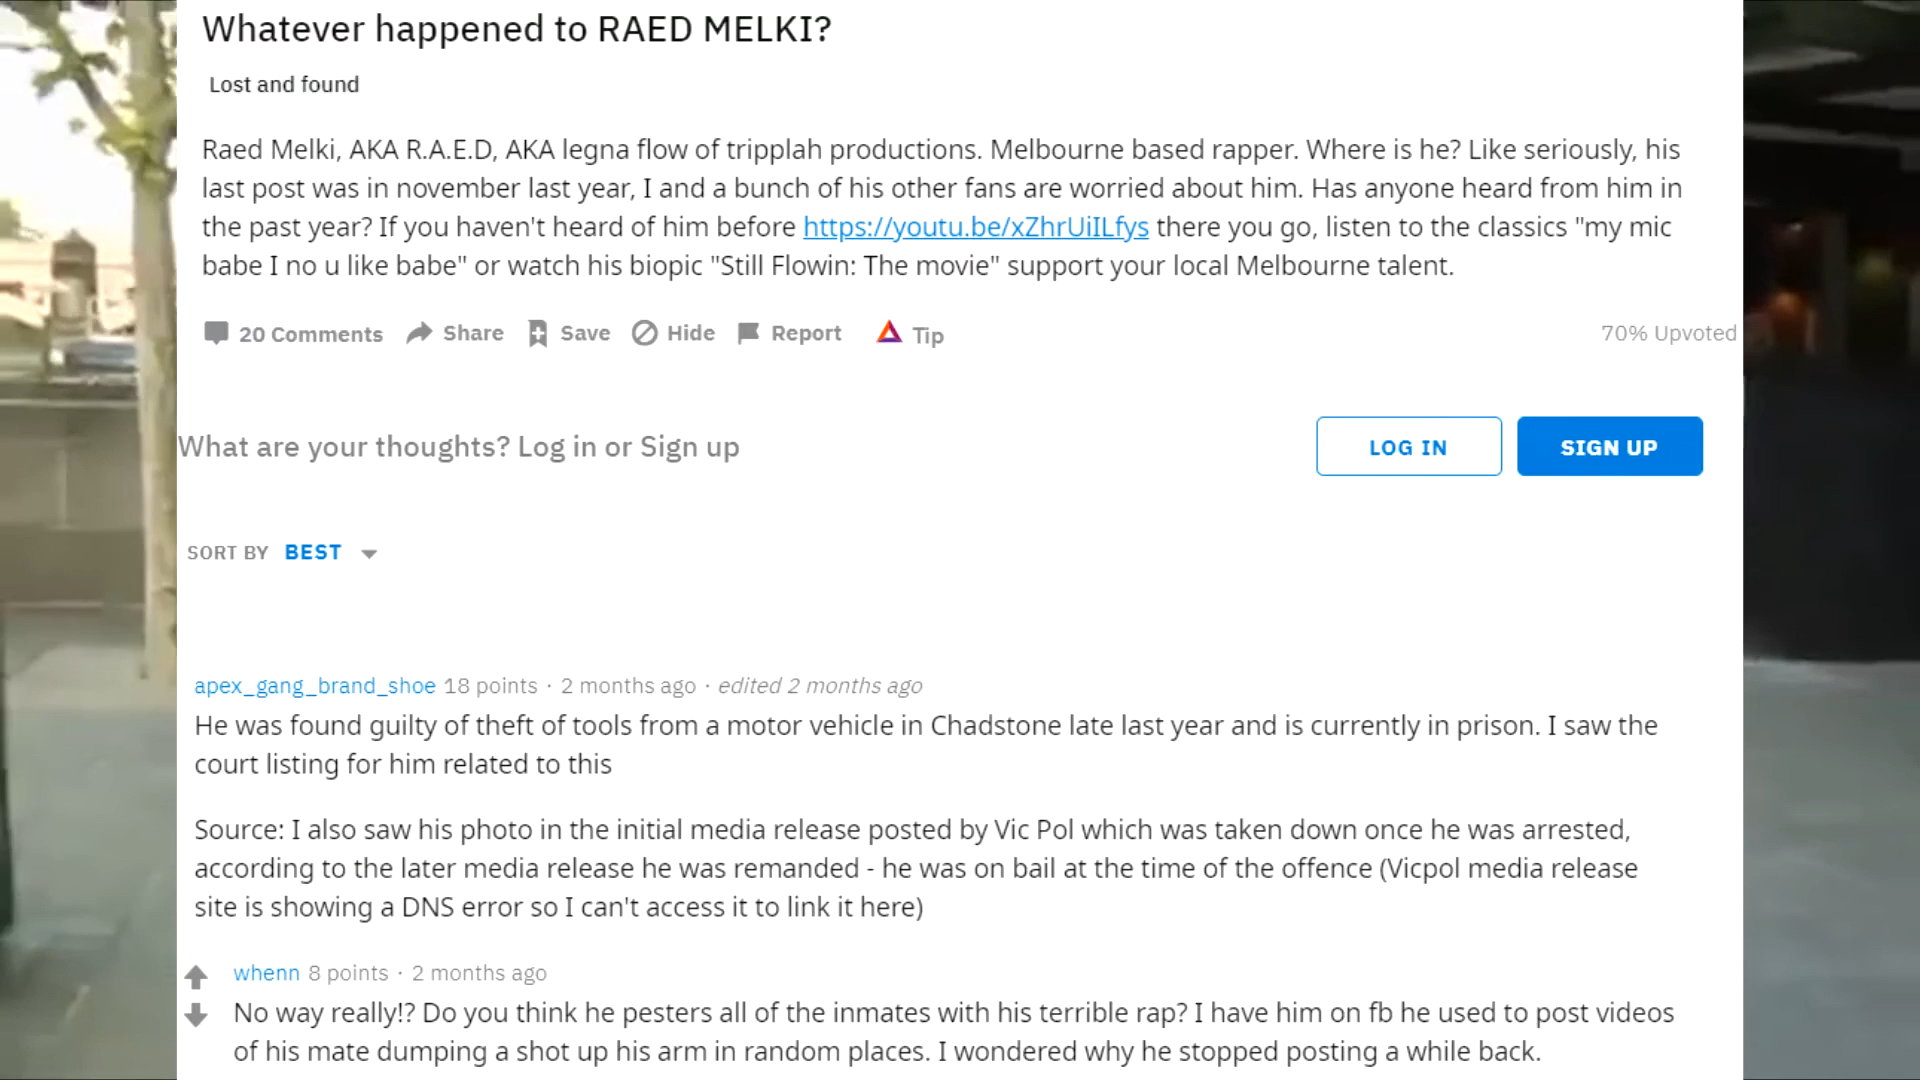 Whatever happened to RAED MELKI?
Lost and found
Raed Melki, AKA R.A.E.D, AKA legna flow of tripplah productions. Melbourne based rapper. Where is he? Like seriously, his
last post was in november last year, I and a bunch of his other fans are worried about him. Has anyone heard from him in
the past year? If you haven't heard of him before https://youtu.be/xZhrUiILfys there you go, listen to the classics "my mic
babe I no u like babe" or watch his biopic "Still Flowin: The movie" support your local Melbourne talent.
20 Comments Share Save Hide Report Tip 70% Upvoted
What are your thoughts? Log in or Sign up LOG IN SIGN UP
SORT BY BEST
apex_gang_brand_shoe 18 points · 2 months ago · edited 2 months ago
He was found guilty of theft of tools from a motor vehicle in Chadstone late last year and is currently in prison. I saw the
court listing for him related to this
Source: I also saw his photo in the initial media release posted by Vic Pol which was taken down once he was arrested,
according to the later media release he was remanded - he was on bail at the time of the offence (Vicpol media release
site is showing a DNS error so I can't access it to link it here)
whenn 8 points · 2 months ago
No way really!? Do you think he pesters all of the inmates with his terrible rap? I have him on fb he used to post videos
of his mate dumping a shot up his arm in random places. I wondered why he stopped posting a while back.